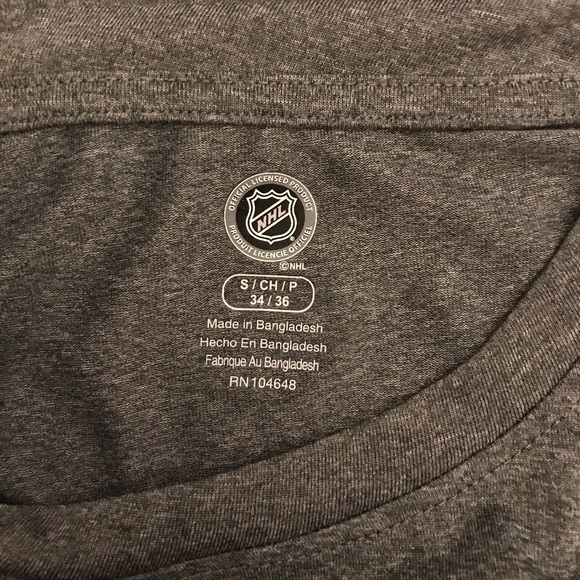 OFFICIAL LICENSED PRODUCT
NHL
PRODUIT LICENCIE OFFICIEL
©NHL
S / CH / P
34 / 36
Made in Bangladesh
Hecho En Bangladesh
Fabrique Au Bangladesh
RN104648